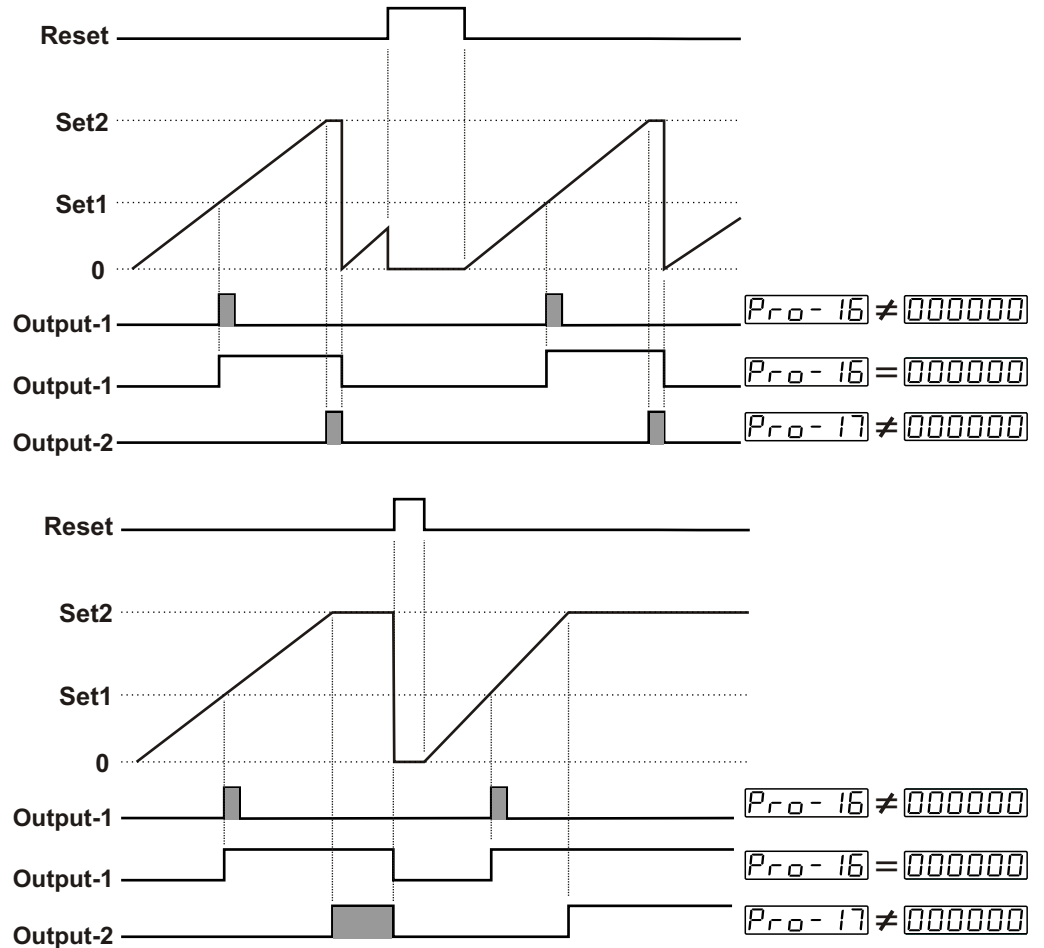 Reset
Set2
Set1
0
Output-1 Pro-16 ≠ 000000
Output-1 Pro-16 = 000000
Output-2 Pro-17 ≠ 000000
Reset
Set2
Set1
0
Output-1 Pro-16 ≠ 000000
Output-1 Pro-16 = 000000
Output-2 Pro-17 ≠ 000000